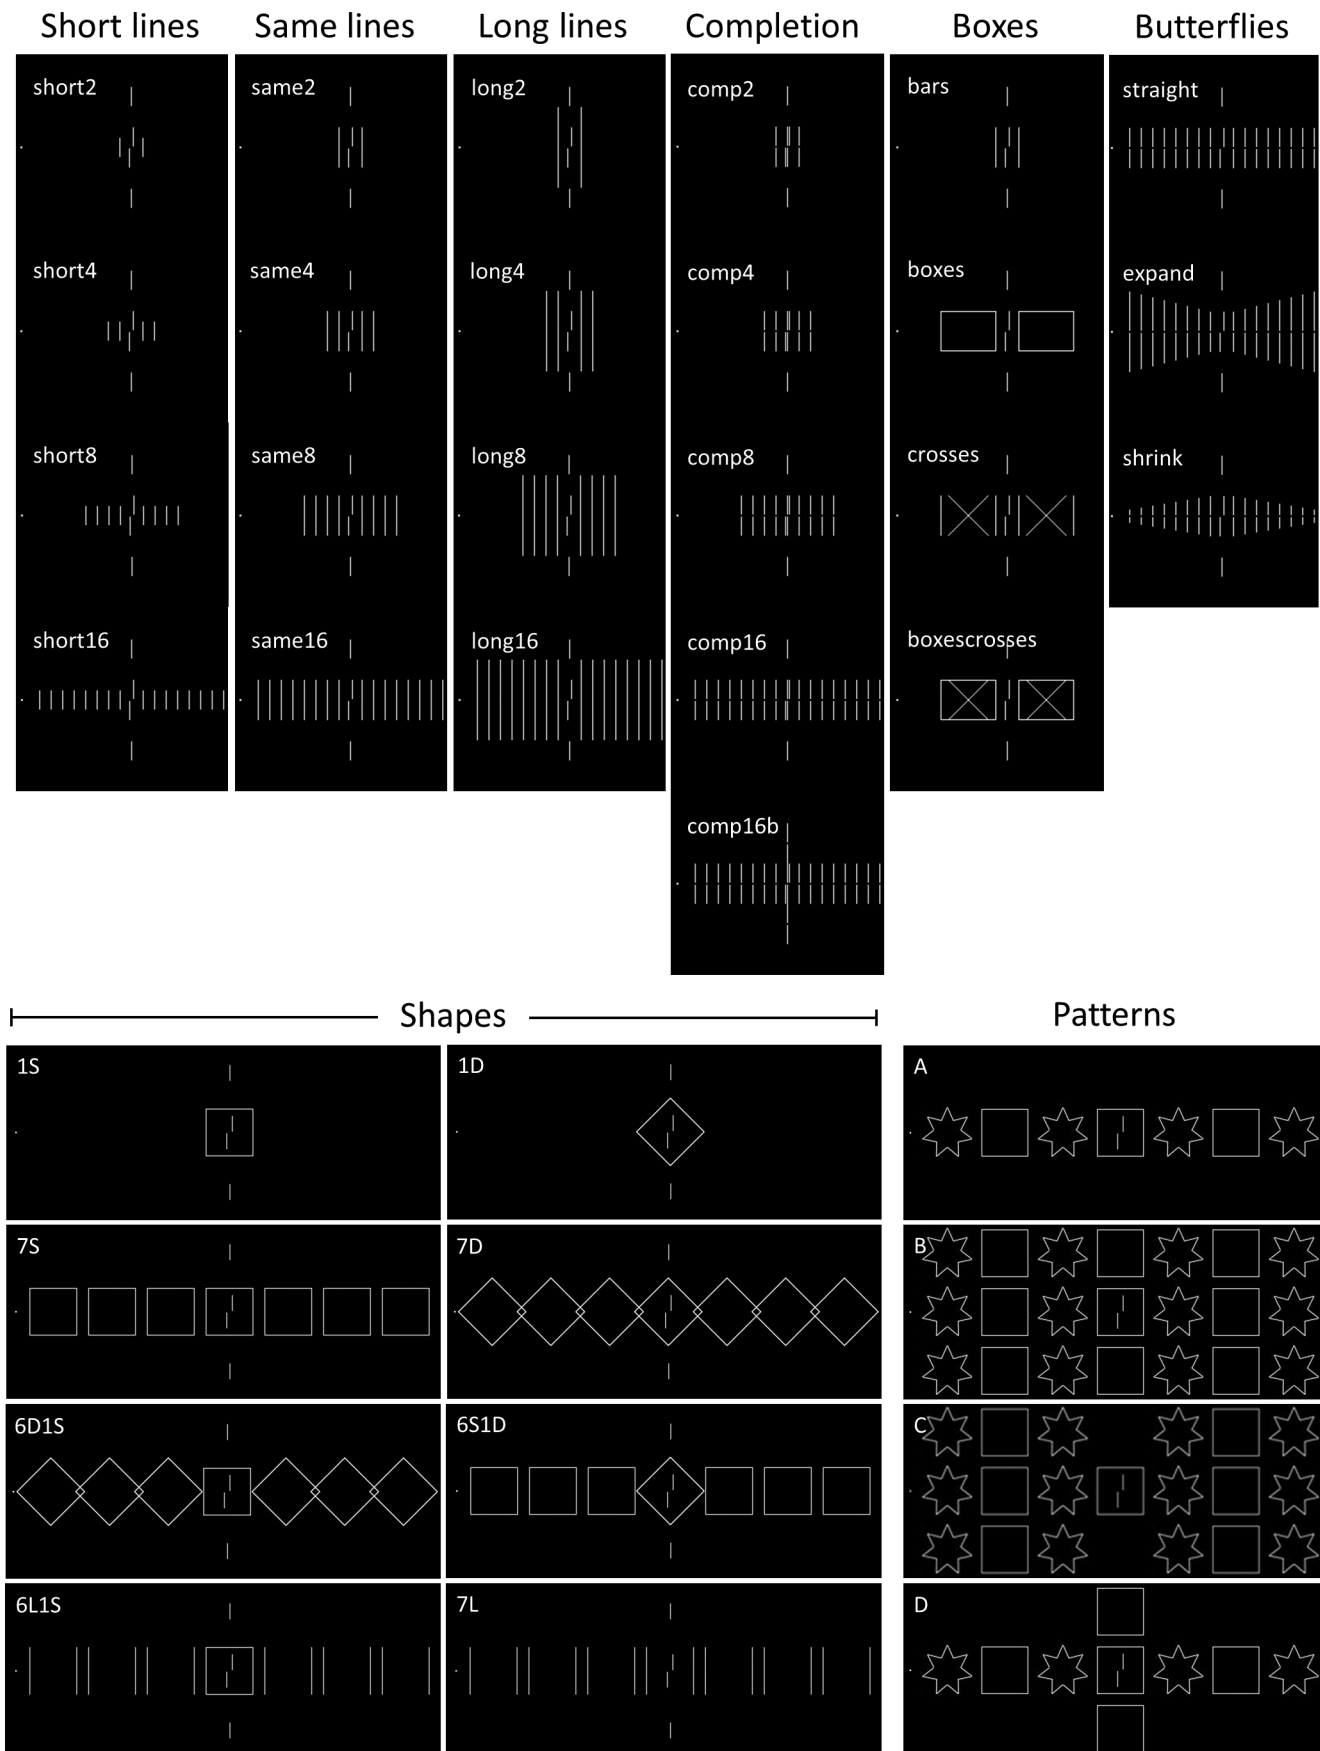 Short lines Same lines Long lines Completion Boxes Butterflies
short2 same2 long2 comp2 bars straight
short4 same4 long4 comp4 boxes expand
short8 same8 long8 comp8 crosses shrink
short16 same16 long16 comp16 boxescrosses
comp16b
Shapes Patterns
1S 1D A
7S 7D B
6D1S 6S1D C
6L1S 7L D